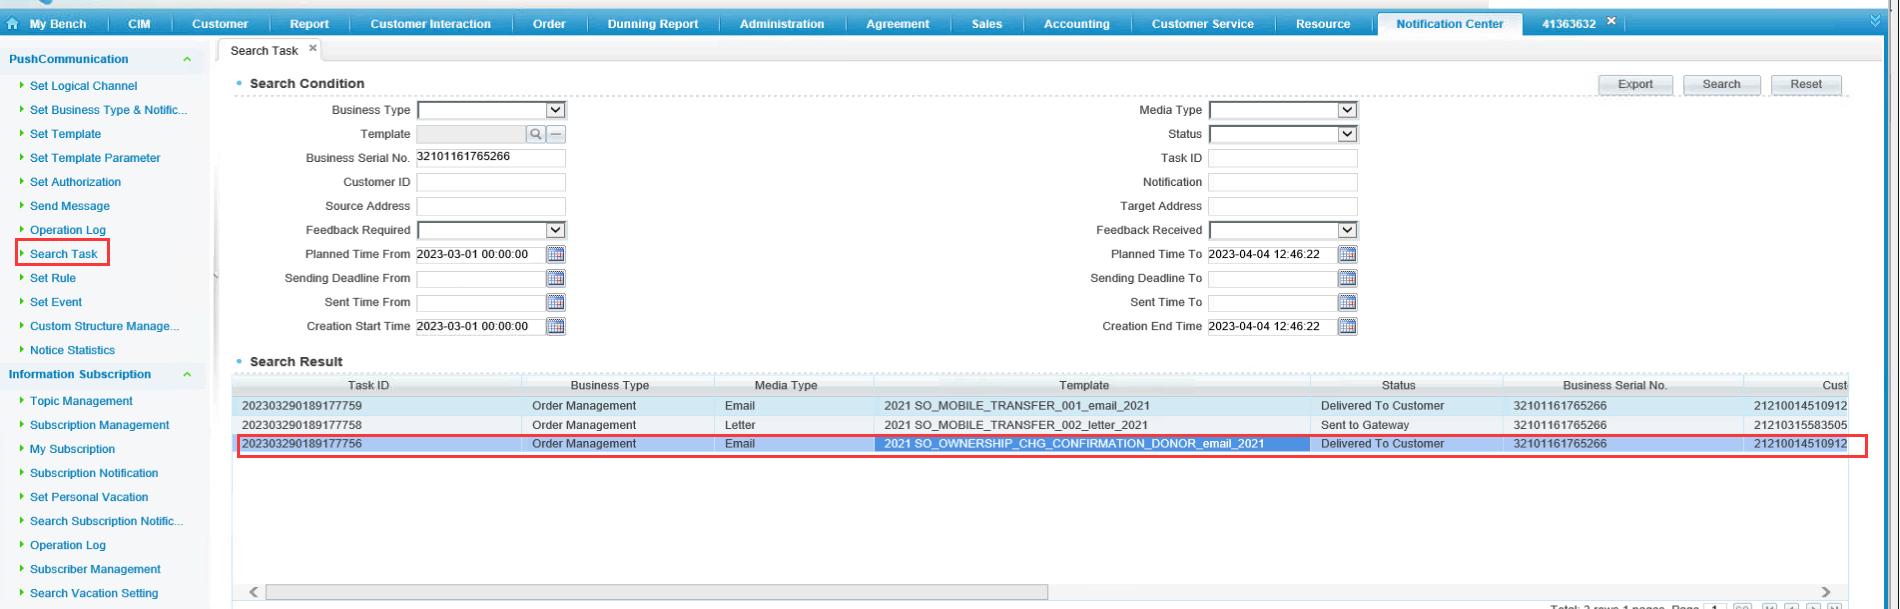 My Bench CIM Customer Report Customer Interaction Order Dunning Report Administration Agreement Sales Accounting Customer Service Resource Notification Center 41363632
PushCommunication
Set Logical Channel
Set Business Type & Notific...
Set Template
Set Template Parameter
Set Authorization
Send Message
Operation Log
Search Task
Set Rule
Set Event
Custom Structure Manage...
Notice Statistics
Information Subscription
Topic Management
Subscription Management
My Subscription
Subscription Notification
Set Personal Vacation
Search Subscription Notific...
Operation Log
Subscriber Management
Search Vacation Setting
Search Task
Search Condition Export Search Reset
Business Type Media Type
Template Status
Business Serial No. 32101161765266 Task ID
Customer ID Notification
Source Address Target Address
Feedback Required Feedback Received
Planned Time From 2023-03-01 00:00:00 Planned Time To 2023-04-04 12:46:22
Sending Deadline From Sending Deadline To
Sent Time From Sent Time To
Creation Start Time 2023-03-01 00:00:00 Creation End Time 2023-04-04 12:46:22
Search Result
Task ID Business Type Media Type Template Status Business Serial No. Cust
202303290189177759 Order Management Email 2021 SO_MOBILE_TRANSFER_001_email_2021 Delivered To Customer 32101161765266 21210014510912
202303290189177758 Order Management Letter 2021 SO_MOBILE_TRANSFER_002_letter_2021 Sent to Gateway 32101161765266 21210315583505
202303290189177756 Order Management Email 2021 SO_OWNERSHIP_CHG_CONFIRMATION_DONOR_email_2021 Delivered To Customer 32101161765266 21210014510912
Total: 3 rows 1 pages Page 1 GO